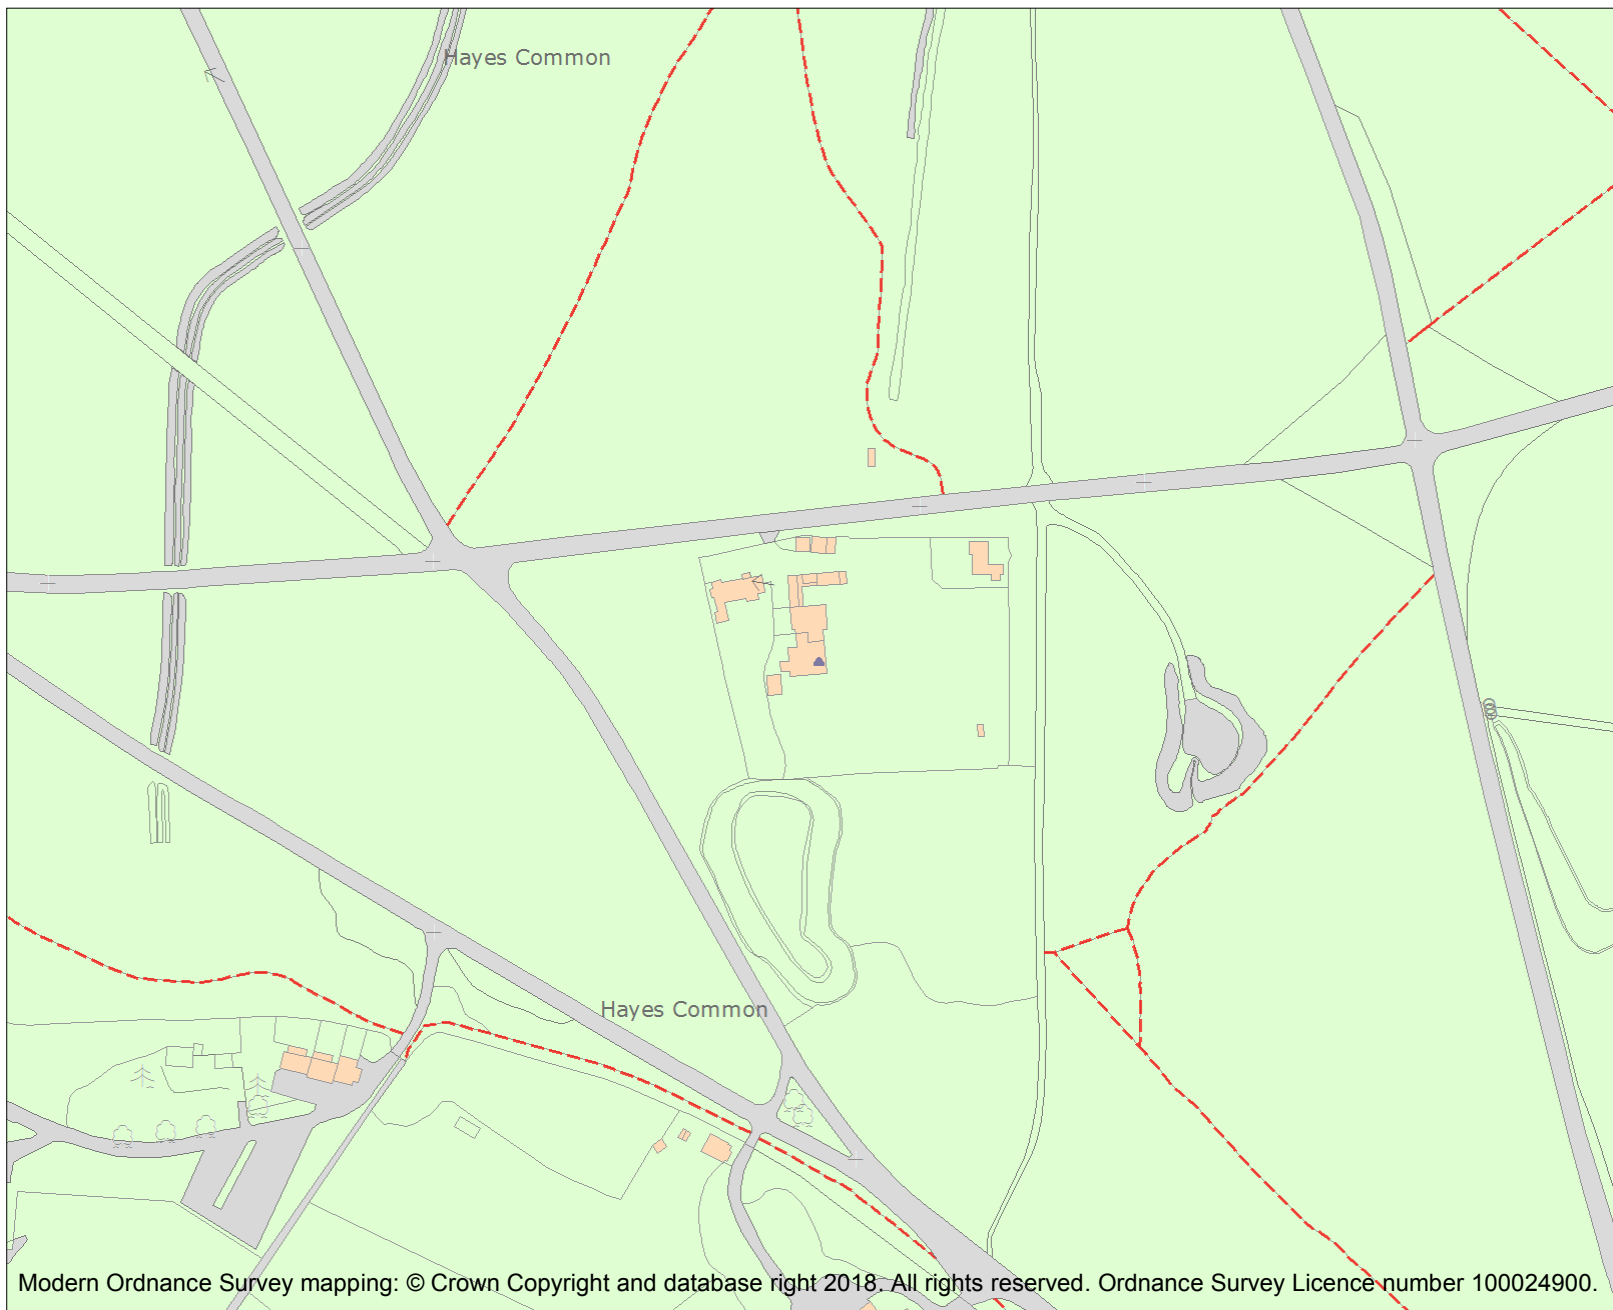 Hayes Common
Hayes Common
Modern Ordnance Survey mapping: © Crown Copyright and database right 2018. All rights reserved. Ordnance Survey Licence number 100024900.